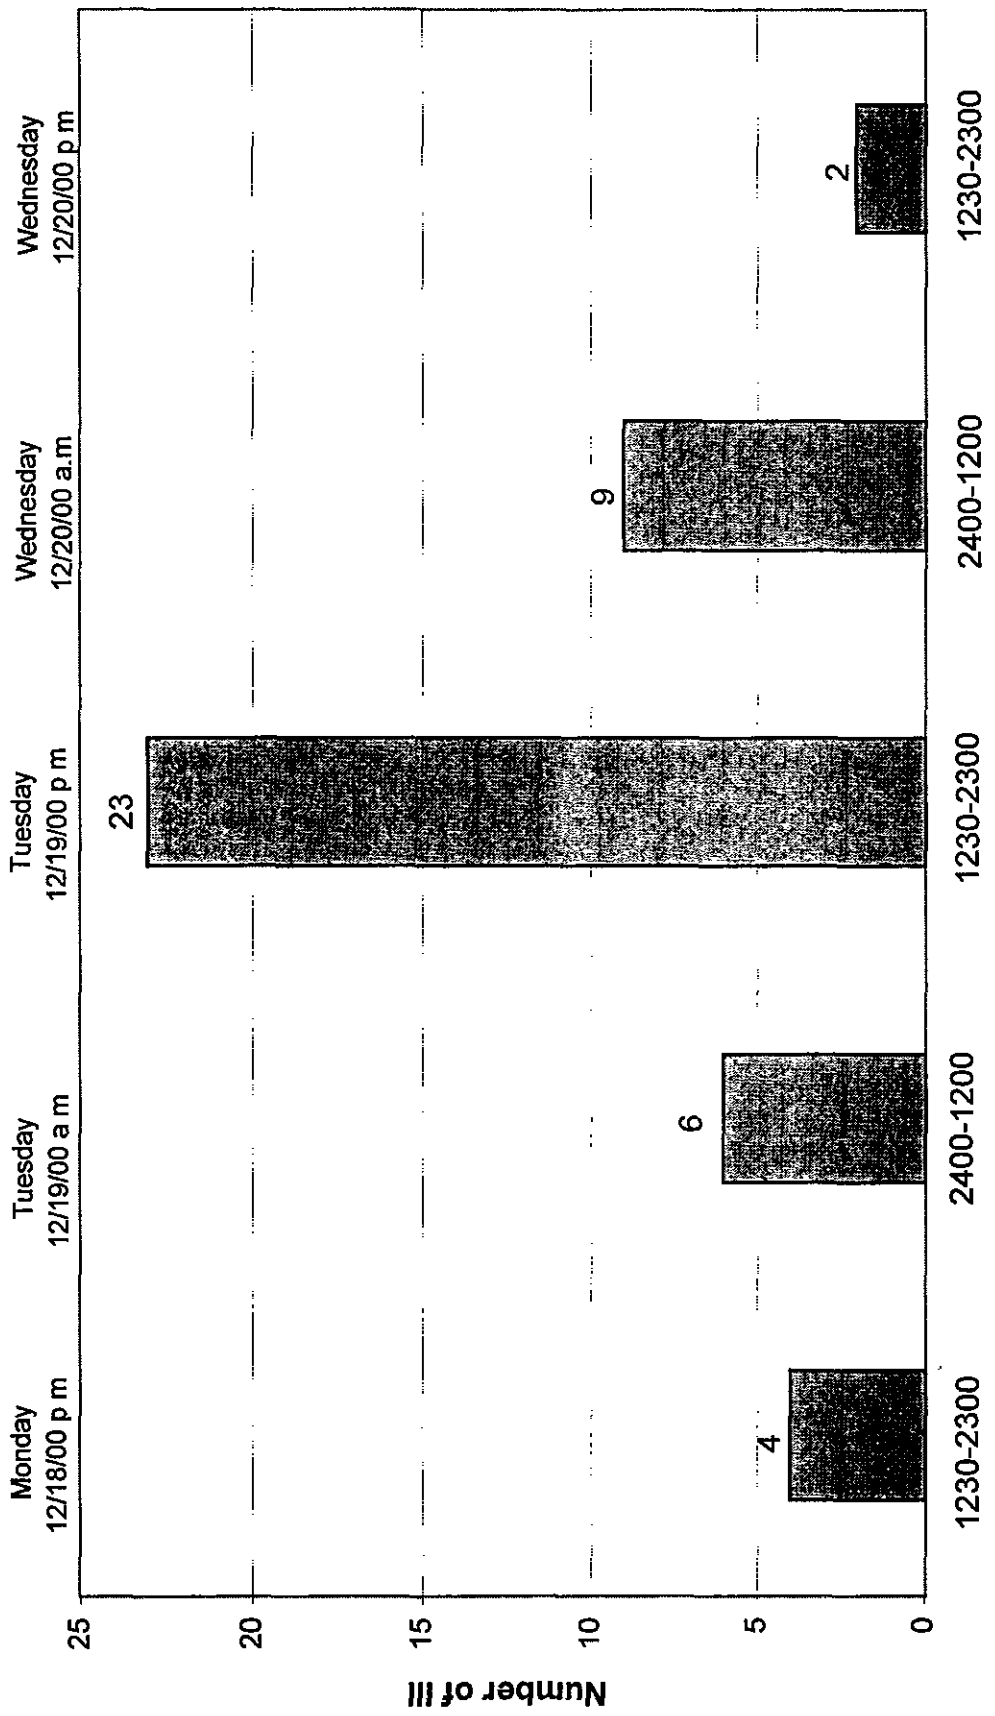 Monday
12/18/00 p m
Tuesday
12/19/00 a m
Tuesday
12/19/00 p m
Wednesday
12/20/00 a.m
Wednesday
12/20/00 p m
25
20
15
10
5
0
Number of Ill
4
6
23
9
2
1230-2300
2400-1200
1230-2300
2400-1200
1230-2300